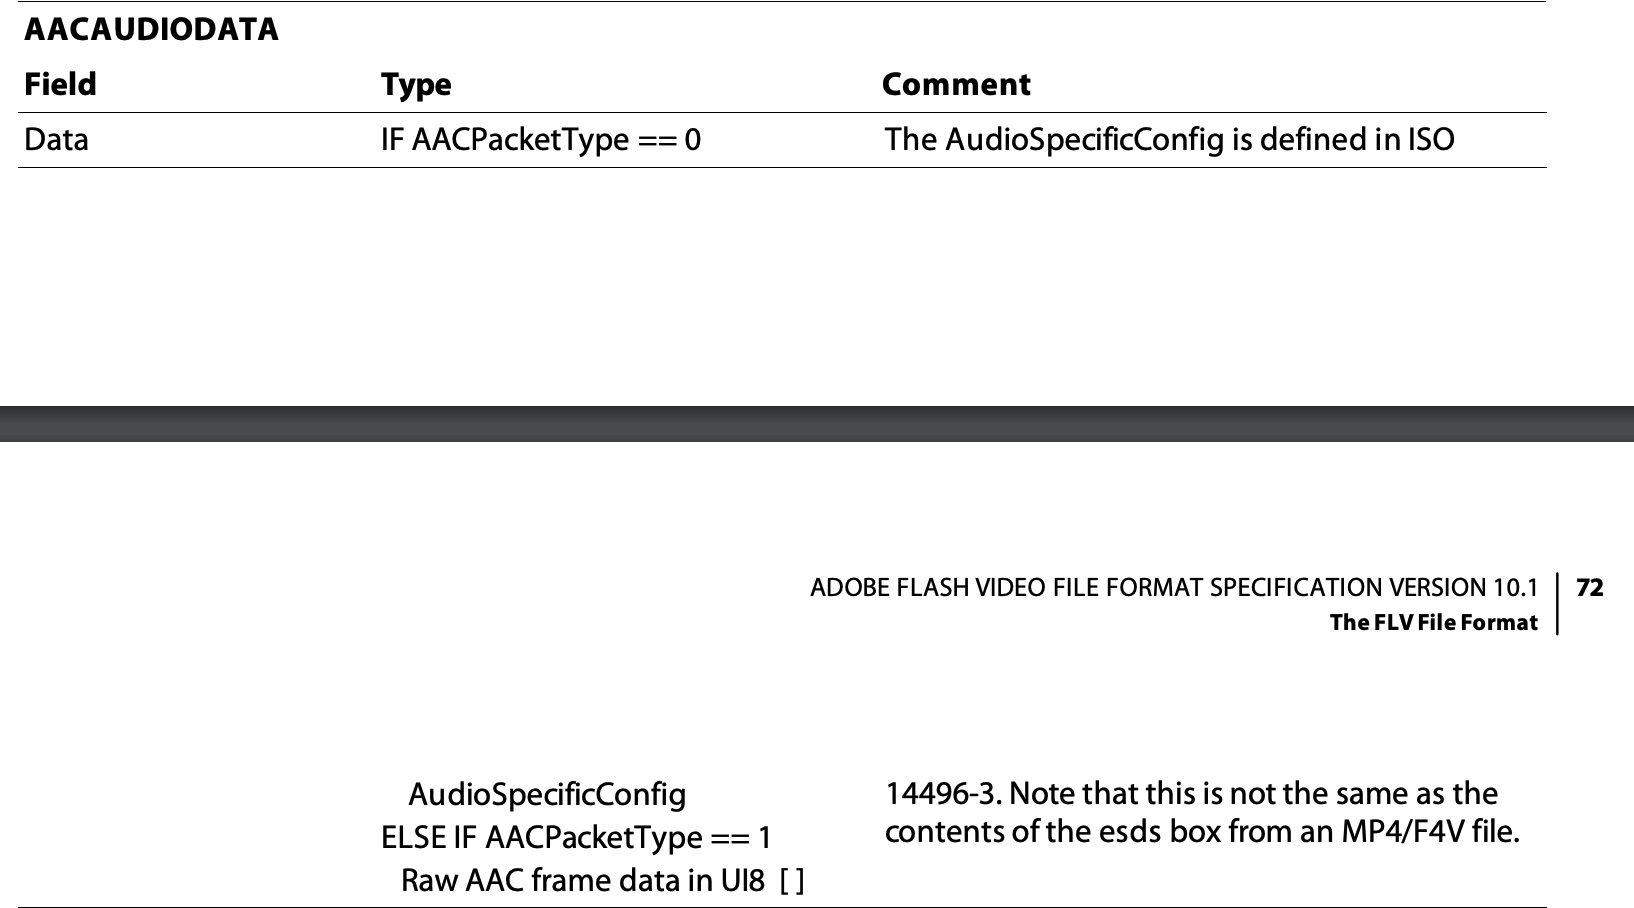 AACAUDIODATA
Field Type Comment
Data IF AACPacketType == 0 The AudioSpecificConfig is defined in ISO
ADOBE FLASH VIDEO FILE FORMAT SPECIFICATION VERSION 10.1 72
The FLV File Format
AudioSpecificConfig 14496-3. Note that this is not the same as the
ELSE IF AACPacketType == 1 contents of the esds box from an MP4/F4V file.
Raw AAC frame data in UI8 [ ]